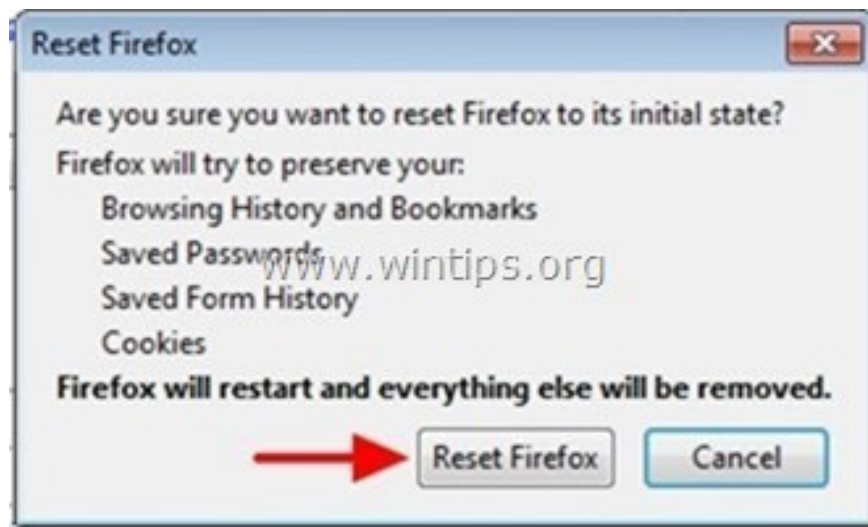 Reset Firefox
Are you sure you want to reset Firefox to its initial state?
Firefox will try to preserve your:
Browsing History and Bookmarks
Saved Passwords
www.wintips.org
Saved Form History
Cookies
Firefox will restart and everything else will be removed.
Reset Firefox Cancel